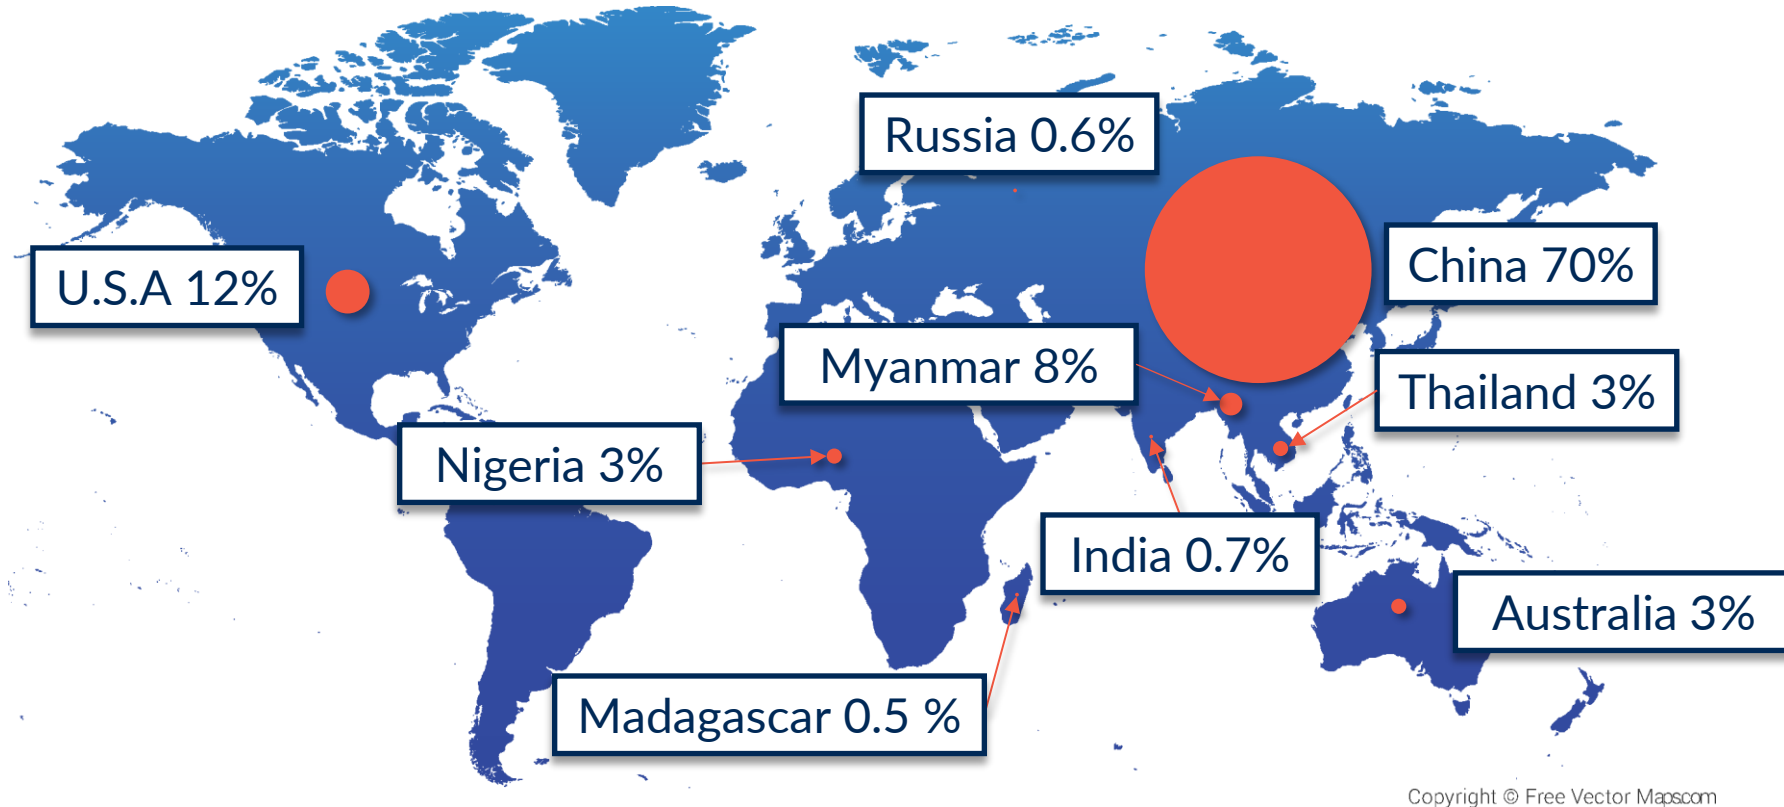 Russia 0.6%
China 70%
U.S.A 12%
Myanmar 8%
Thailand 3%
Nigeria 3%
India 0.7%
Australia 3%
Madagascar 0.5 %
Copyright © Free Vector Maps.com